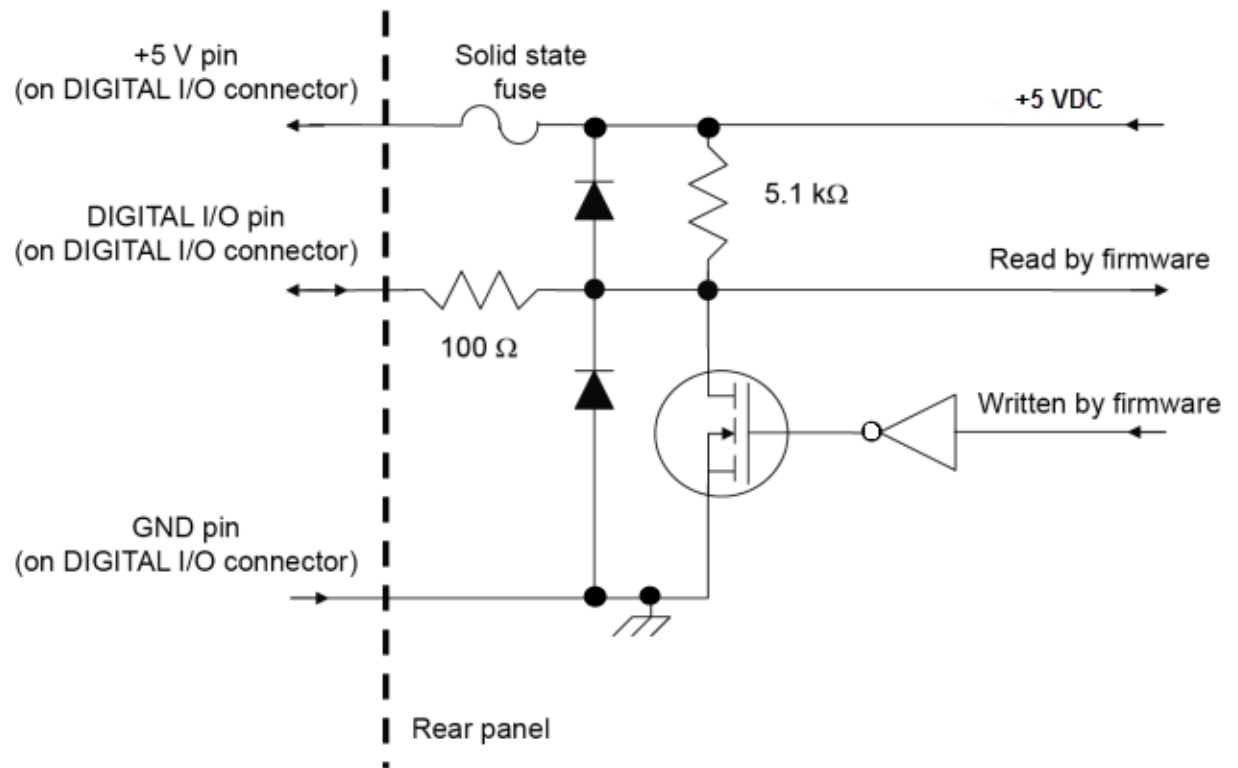 +5 V pin
(on DIGITAL I/O connector)
Solid state
fuse
+5 VDC
5.1 kΩ
DIGITAL I/O pin
(on DIGITAL I/O connector)
Read by firmware
100 Ω
Written by firmware
GND pin
(on DIGITAL I/O connector)
Rear panel